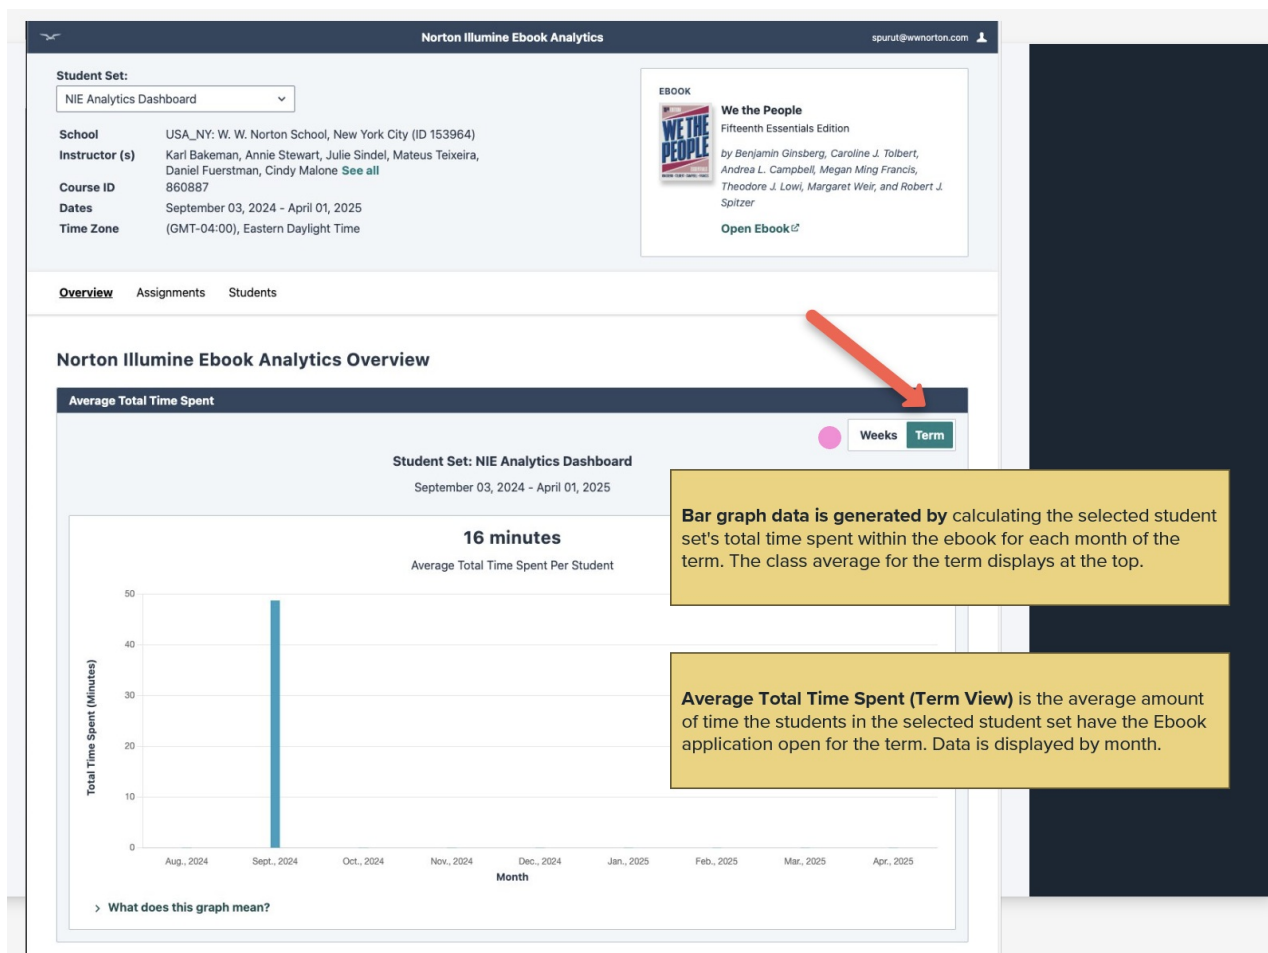 Norton Illumine Ebook Analytics
spurut@wwnorton.com
Student Set:
NIE Analytics Dashboard
School USA_NY: W. W. Norton School, New York City (ID 153964)
Instructor (s) Karl Bakeman, Annie Stewart, Julie Sindel, Mateus Teixeira,
Daniel Fuerstman, Cindy Malone See all
Course ID 860887
Dates September 03, 2024 - April 01, 2025
Time Zone (GMT-04:00), Eastern Daylight Time
EBOOK
WE THE
PEOPLE
We the People
Fifteenth Essentials Edition
by Benjamin Ginsberg, Caroline J. Tolbert,
Andrea L. Campbell, Megan Ming Francis,
Theodore J. Lowi, Margaret Weir, and Robert J.
Spitzer
Open Ebook
Overview Assignments Students
Norton Illumine Ebook Analytics Overview
Average Total Time Spent
Weeks Term
Student Set: NIE Analytics Dashboard
September 03, 2024 - April 01, 2025
16 minutes
Average Total Time Spent Per Student
Bar graph data is generated by calculating the selected student
set's total time spent within the ebook for each month of the
term. The class average for the term displays at the top.
Average Total Time Spent (Term View) is the average amount
of time the students in the selected student set have the Ebook
application open for the term. Data is displayed by month.
Total Time Spent (Minutes)
50
40
30
20
10
0
Aug., 2024 Sept., 2024 Oct., 2024 Nov., 2024 Dec., 2024 Jan., 2025 Feb., 2025 Mar., 2025 Apr., 2025
Month
What does this graph mean?